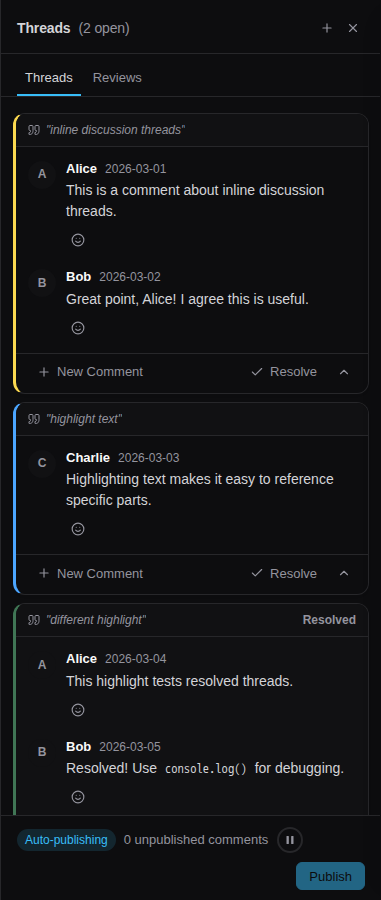 Threads (2 open)
Threads Reviews
"inline discussion threads"
A Alice 2026-03-01
This is a comment about inline discussion
threads.
B Bob 2026-03-02
Great point, Alice! I agree this is useful.
New Comment Resolve
"highlight text"
C Charlie 2026-03-03
Highlighting text makes it easy to reference
specific parts.
New Comment Resolve
"different highlight" Resolved
A Alice 2026-03-04
This highlight tests resolved threads.
B Bob 2026-03-05
Resolved! Use console.log() for debugging.
Auto-publishing 0 unpublished comments
Publish